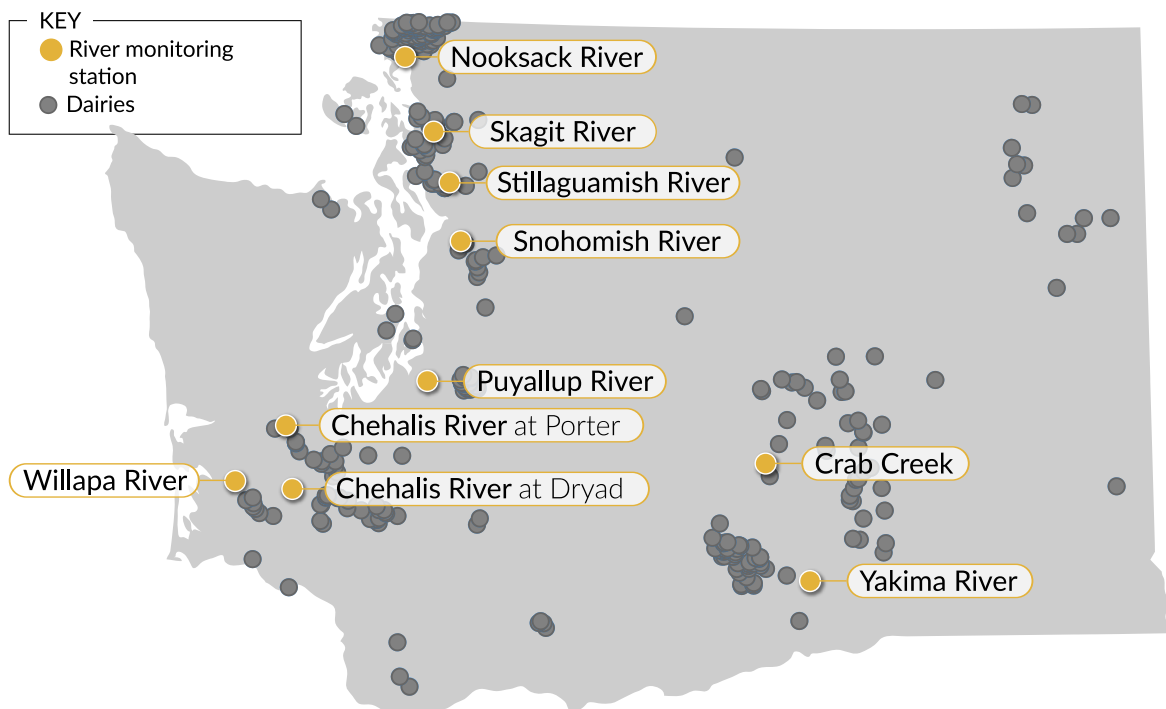 KEY
River monitoring
station
Dairies
Nooksack River
Skagit River
Stillaguamish River
Snohomish River
Puyallup River
Chehalis River at Porter
Willapa River
Chehalis River at Dryad
Crab Creek
Yakima River